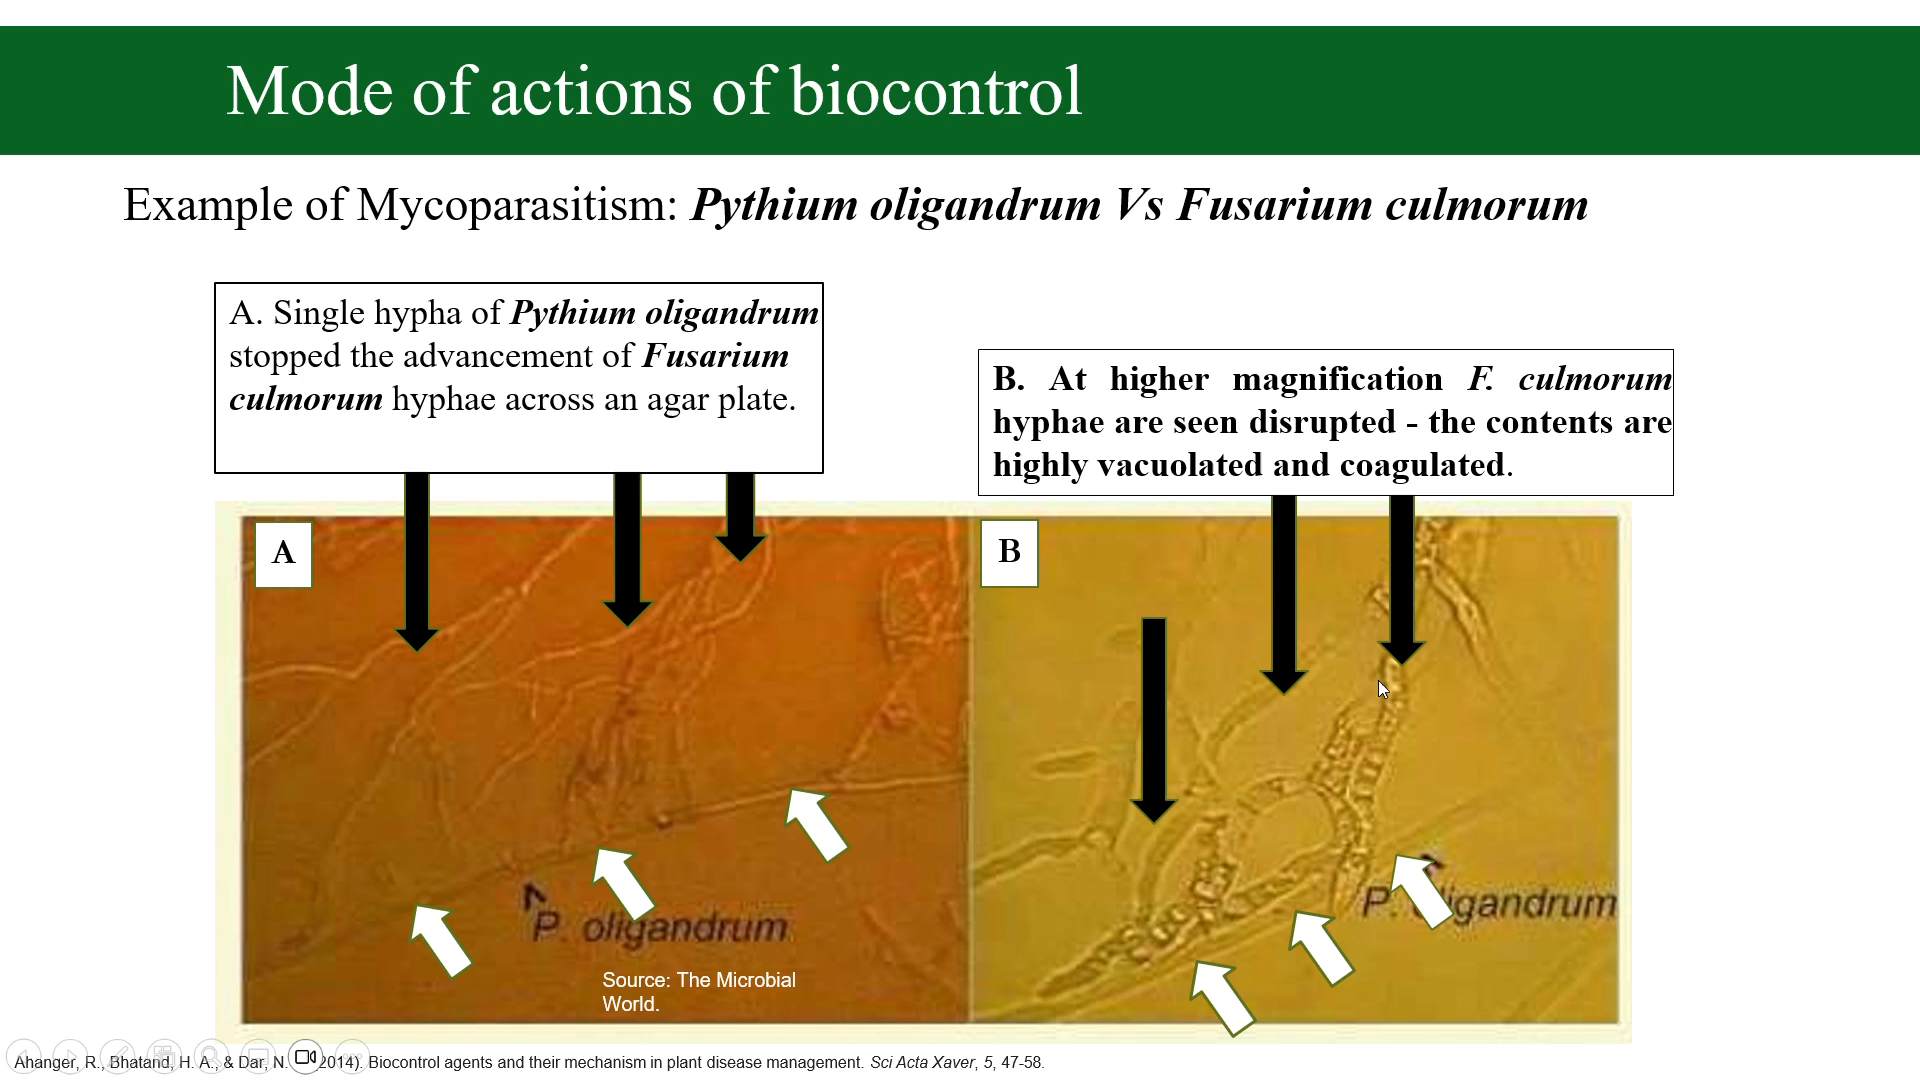 Mode of actions of biocontrol
Example of Mycoparasitism: Pythium oligandrum Vs Fusarium culmorum
A. Single hypha of Pythium oligandrum
stopped the advancement of Fusarium
culmorum hyphae across an agar plate.
B. At higher magnification F. culmorum
hyphae are seen disrupted - the contents are
highly vacuolated and coagulated.
A
B
P. oligandrum
P. oligandrum
Source: The Microbial
World.
Ahanger, R., Bhatand, H. A., & Dar, N. 2014). Biocontrol agents and their mechanism in plant disease management. Sci Acta Xaver, 5, 47-58.